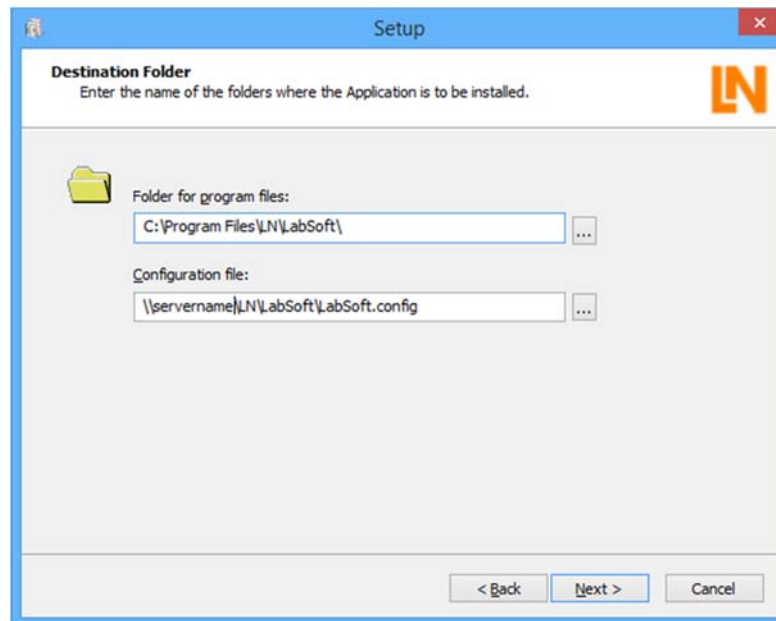 Setup
Destination Folder
Enter the name of the folders where the Application is to be installed.
LN
Folder for program files:
C:\Program Files\LN\LabSoft\
...
Configuration file:
\\servername\LN\LabSoft\LabSoft.config
...
< Back
Next >
Cancel